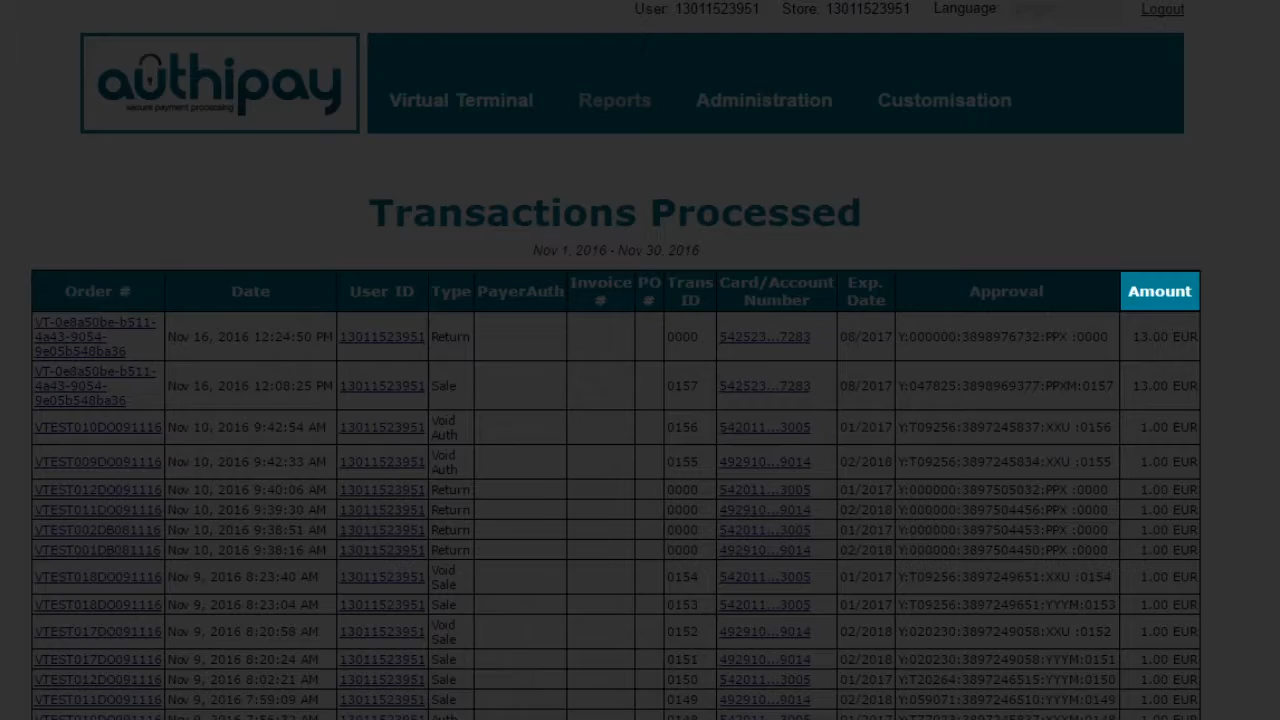 User: 13011523951 Store: 13011523951 Language Logout
authipay
secure payment processing
Virtual Terminal Reports Administration Customisation
Transactions Processed
Nov 1, 2016 - Nov 30, 2016
Order # Date User ID Type PayerAuth Invoice # PO # Trans ID Card/Account Number Exp. Date Approval Amount
VT-0e8a50be-b511-4a43-9054-9e05b548ba36 Nov 16, 2016 12:24:50 PM 13011523951 Return 0000 542523...7283 08/2017 Y:000000:3898976732:PPX :0000 13.00 EUR
VT-0e8a50be-b511-4a43-9054-9e05b548ba36 Nov 16, 2016 12:08:25 PM 13011523951 Sale 0157 542523...7283 08/2017 Y:047825:3898969377:PPXM:0157 13.00 EUR
VTEST010DO091116 Nov 10, 2016 9:42:54 AM 13011523951 Void Auth 0156 542011...3005 01/2017 Y:T09256:3897245837:XXU :0156 1.00 EUR
VTEST009DO091116 Nov 10, 2016 9:42:33 AM 13011523951 Void Auth 0155 492910...9014 02/2018 Y:T09256:3897245834:XXU :0155 1.00 EUR
VTEST012DO091116 Nov 10, 2016 9:40:06 AM 13011523951 Return 0000 542011...3005 01/2017 Y:000000:3897505032:PPX :0000 1.00 EUR
VTEST011DO091116 Nov 10, 2016 9:39:30 AM 13011523951 Return 0000 492910...9014 02/2018 Y:000000:3897504456:PPX :0000 1.00 EUR
VTEST002DB081116 Nov 10, 2016 9:38:51 AM 13011523951 Return 0000 542011...3005 01/2017 Y:000000:3897504453:PPX :0000 1.00 EUR
VTEST001DB081116 Nov 10, 2016 9:38:16 AM 13011523951 Return 0000 492910...9014 02/2018 Y:000000:3897504450:PPX :0000 1.00 EUR
VTEST018DO091116 Nov 9, 2016 8:23:40 AM 13011523951 Void Sale 0154 542011...3005 01/2017 Y:T09256:3897249651:XXU :0154 1.00 EUR
VTEST018DO091116 Nov 9, 2016 8:23:04 AM 13011523951 Sale 0153 542011...3005 01/2017 Y:T09256:3897249651:YYYM:0153 1.00 EUR
VTEST017DO091116 Nov 9, 2016 8:20:58 AM 13011523951 Void Sale 0152 492910...9014 02/2018 Y:020230:3897249058:XXU :0152 1.00 EUR
VTEST017DO091116 Nov 9, 2016 8:20:24 AM 13011523951 Sale 0151 492910...9014 02/2018 Y:020230:3897249058:YYYM:0151 1.00 EUR
VTEST012DO091116 Nov 9, 2016 8:02:21 AM 13011523951 Sale 0150 542011...3005 01/2017 Y:T20264:3897246515:YYYM:0150 1.00 EUR
VTEST011DO091116 Nov 9, 2016 7:59:09 AM 13011523951 Sale 0149 492910...9014 02/2018 Y:059071:3897246510:YYYM:0149 1.00 EUR